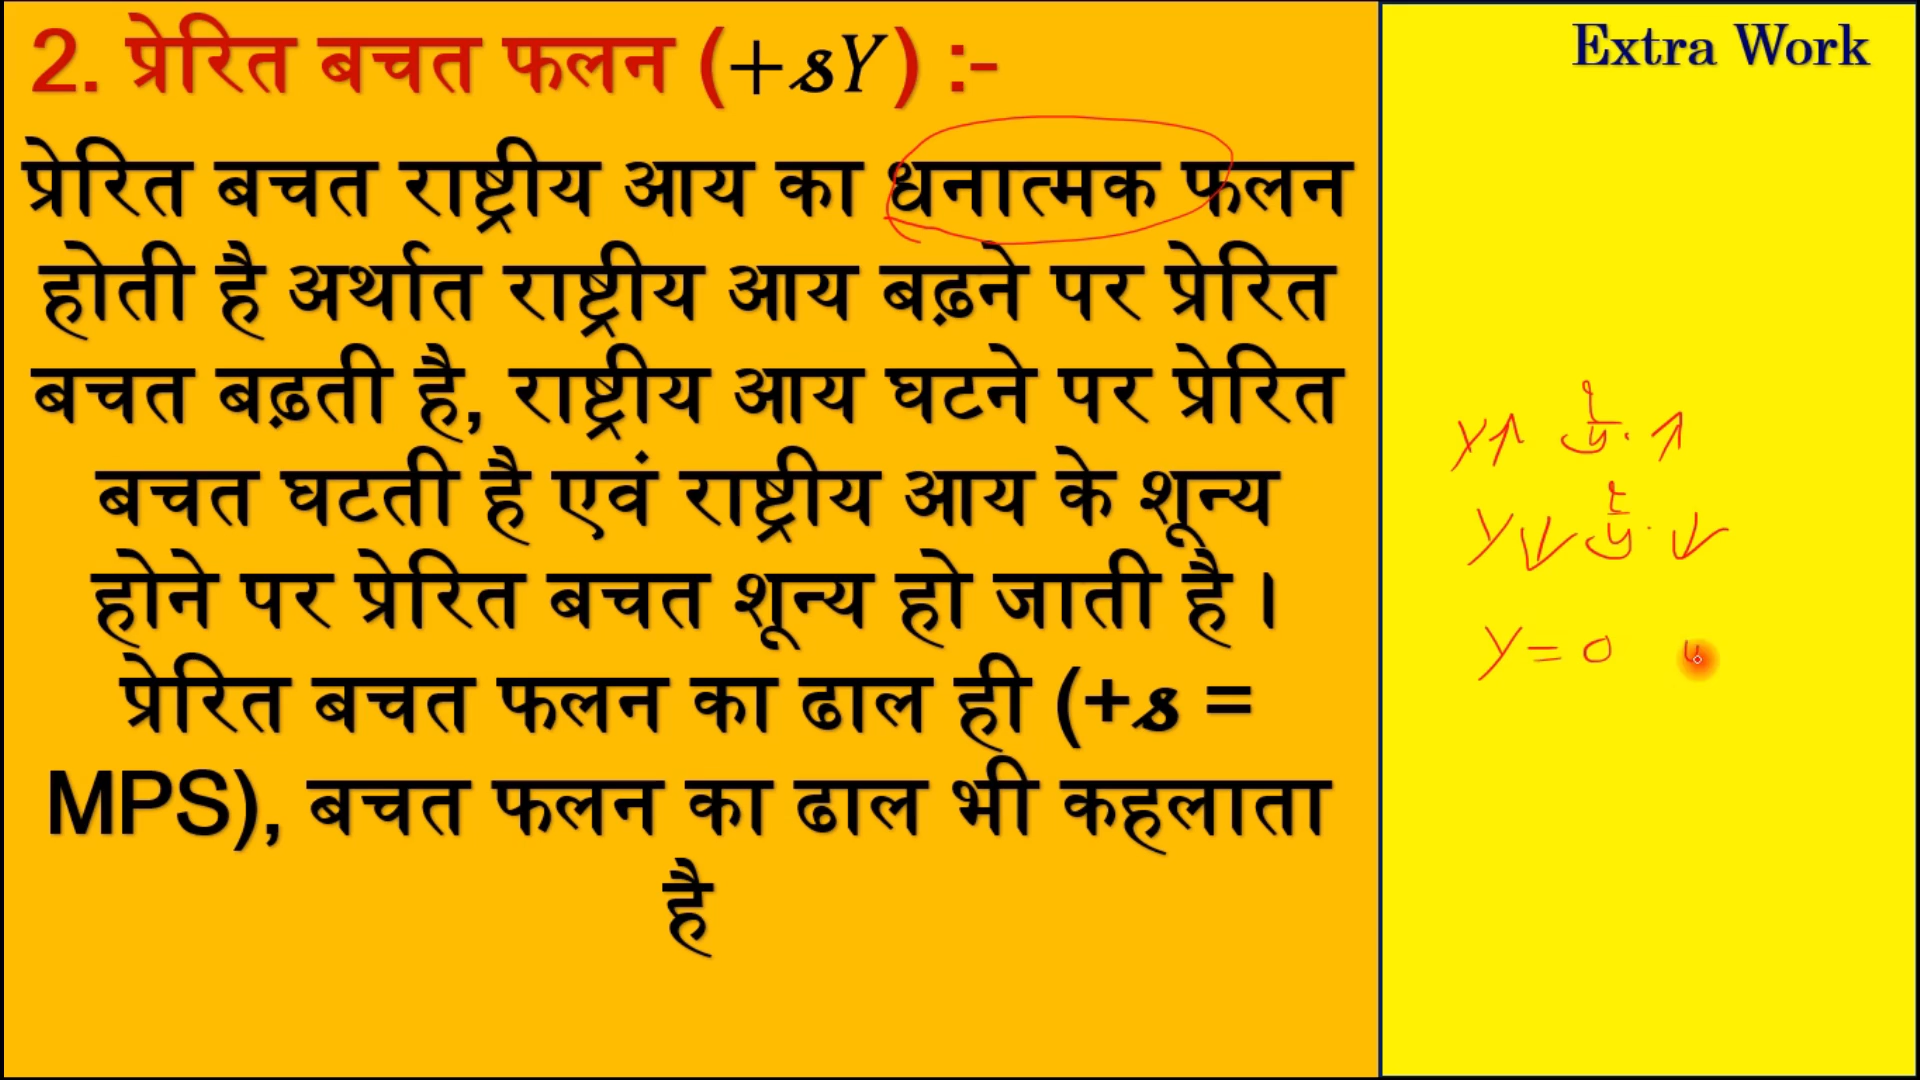 2. प्रेरित बचत फलन (+sY) :-
प्रेरित बचत राष्ट्रीय आय का धनात्मक फलन
होती है अर्थात राष्ट्रीय आय बढ़ने पर प्रेरित
बचत बढ़ती है, राष्ट्रीय आय घटने पर प्रेरित
बचत घटती है एवं राष्ट्रीय आय के शून्य
होने पर प्रेरित बचत शून्य हो जाती है ।
प्रेरित बचत फलन का ढाल ही (+s =
MPS), बचत फलन का ढाल भी कहलाता
है
Extra Work
Y↑ ↑
Y↓ ↓
Y = 0